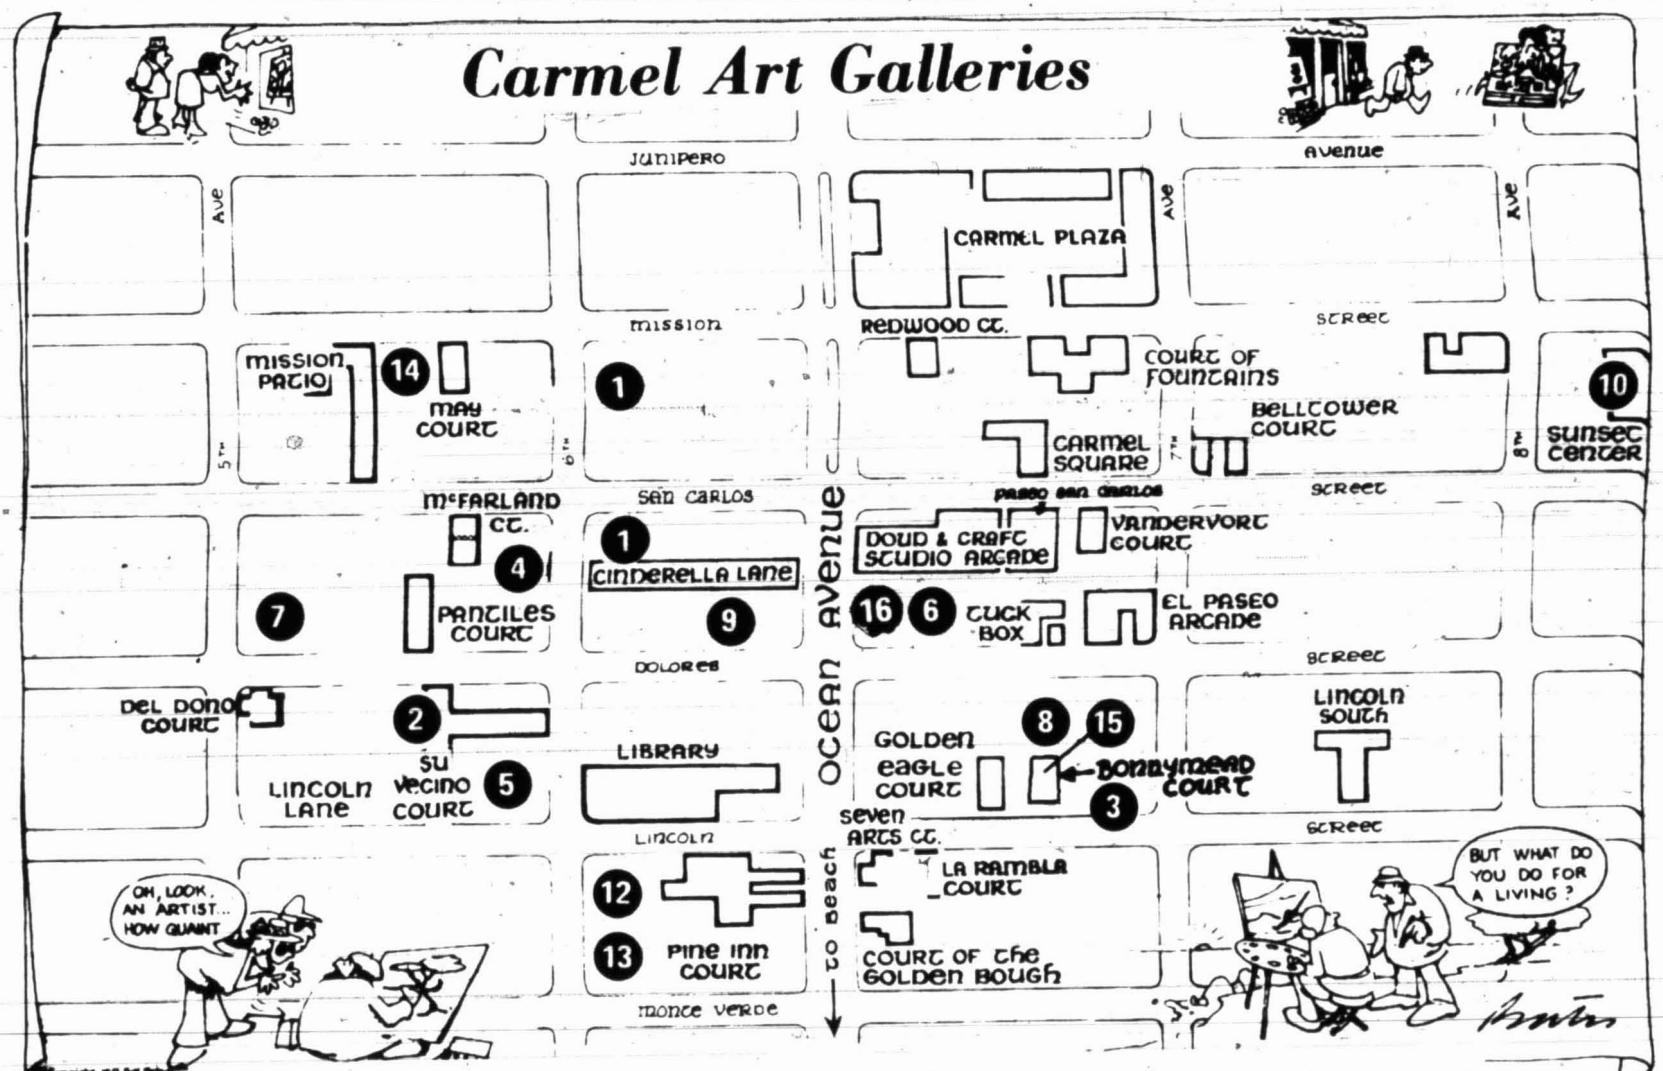 Carmel Art Galleries
JUNIPERO
AVENUE
AVE
AVE
AVE
CARMEL PLAZA
MISSION
STREET
REDWOOD CT.
MISSION
PATIO
14
MAY
COURT
1
COURT OF
FOUNTAINS
10
BELLTOWER
COURT
SUNSET
CENTER
CARMEL
SQUARE
5TH
6TH
7TH
8TH
SAN CARLOS
STREET
PASEO SAN CARLOS
McFARLAND
CT.
4
1
CINDERELLA LANE
DOUD & CRAFT
STUDIO ARCADE
VANDERVORT
COURT
7
PANTILES
COURT
9
16
6
TUCK
BOX
EL PASEO
ARCADE
DOLORES
STREET
OCEAN AVENUE
DEL DONO
COURT
2
SU
VECINO
COURT
5
LINCOLN
LANE
LIBRARY
GOLDEN
EAGLE
COURT
8
15
BONNYMEAD
COURT
3
LINCOLN
SOUTH
SEVEN
ARTS CT.
LINCOLN
STREET
12
13
PINE INN
COURT
LA RAMBLA
COURT
COURT OF THE
GOLDEN BOUGH
TO BEACH
MONTE VERDE
OH, LOOK,
AN ARTIST...
HOW QUAINT
BUT WHAT DO
YOU DO FOR
A LIVING?